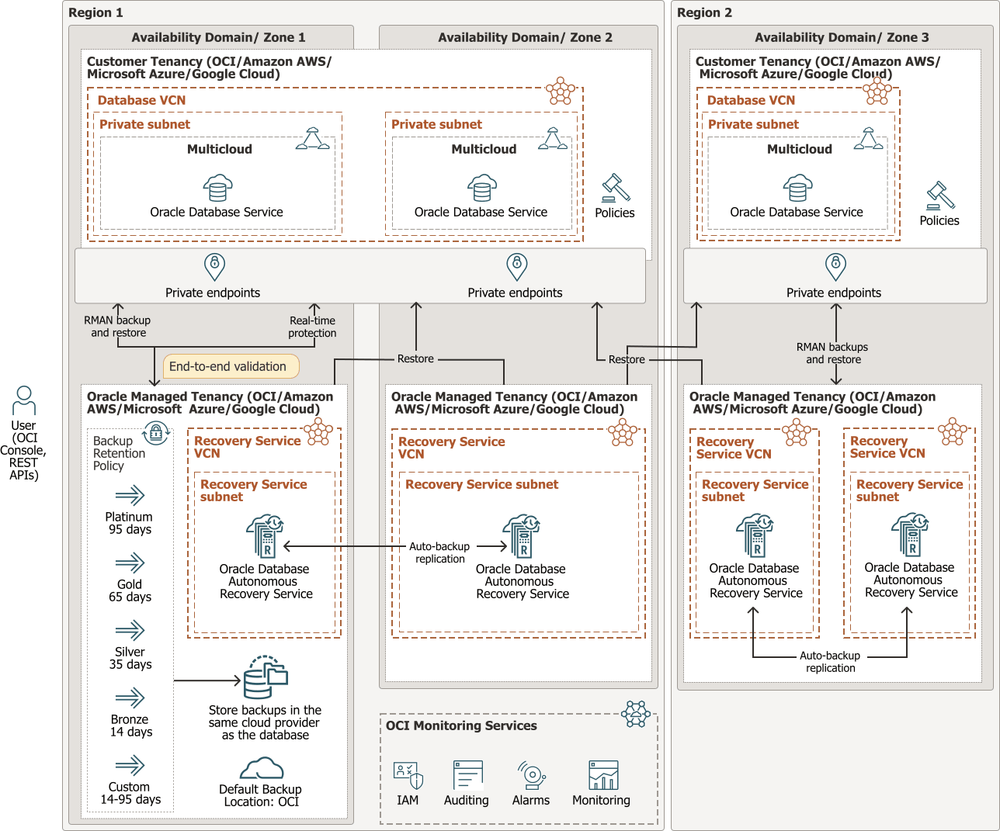 Region 1
Region 2
Availability Domain/ Zone 1
Availability Domain/ Zone 2
Availability Domain/ Zone 3
Customer Tenancy (OCI/Amazon AWS/
Microsoft Azure/Google Cloud)
Database VCN
Private subnet
Multicloud
Oracle Database Service
Private subnet
Multicloud
Oracle Database Service
Policies
Customer Tenancy (OCI/Amazon AWS/
Microsoft Azure/Google Cloud)
Database VCN
Private subnet
Multicloud
Oracle Database Service
Policies
Private endpoints
Private endpoints
Private endpoints
RMAN backup
and restore
Real-time
protection
End-to-end validation
Restore
Restore
RMAN backups
and restore
User
(OCI
Console,
REST
APIs)
Oracle Managed Tenancy (OCI/Amazon
AWS/Microsoft Azure/Google Cloud)
Backup
Retention
Policy
Platinum
95 days
Gold
65 days
Silver
35 days
Bronze
14 days
Custom
14-95 days
Recovery Service
VCN
Recovery Service
subnet
R
Oracle Database
Autonomous
Recovery Service
Store backups in the
same cloud provider
as the database
Default Backup
Location: OCI
Auto-backup
replication
Oracle Managed Tenancy (OCI/Amazon
AWS/Microsoft Azure/Google Cloud)
Recovery Service
VCN
Recovery Service subnet
R
Oracle Database
Autonomous
Recovery Service
OCI Monitoring Services
IAM
Auditing
Alarms
Monitoring
Oracle Managed Tenancy (OCI/Amazon
AWS/Microsoft Azure/Google Cloud)
Recovery
Service VCN
Recovery Service
subnet
R
Oracle Database
Autonomous
Recovery Service
Recovery
Service VCN
Recovery Service
subnet
R
Oracle Database
Autonomous
Recovery Service
Auto-backup
replication